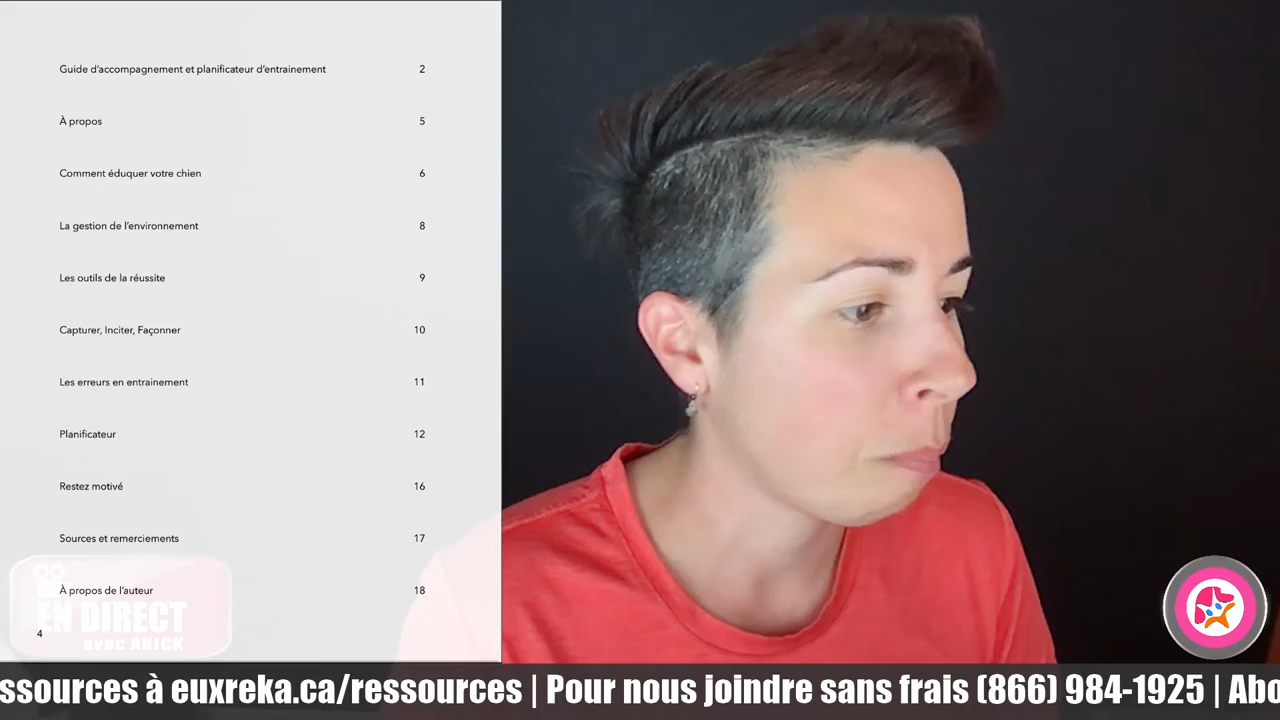 Guide d'accompagnement et planificateur d'entrainement 2
À propos 5
Comment éduquer votre chien 6
La gestion de l'environnement 8
Les outils de la réussite 9
Capturer, Inciter, Façonner 10
Les erreurs en entrainement 11
Planificateur 12
Restez motivé 16
Sources et remerciements 17
À propos de l'auteur 18
EN DIRECT
4
avec ANICK
ssources à euxreka.ca/ressources | Pour nous joindre sans frais (866) 984-1925 | Abo